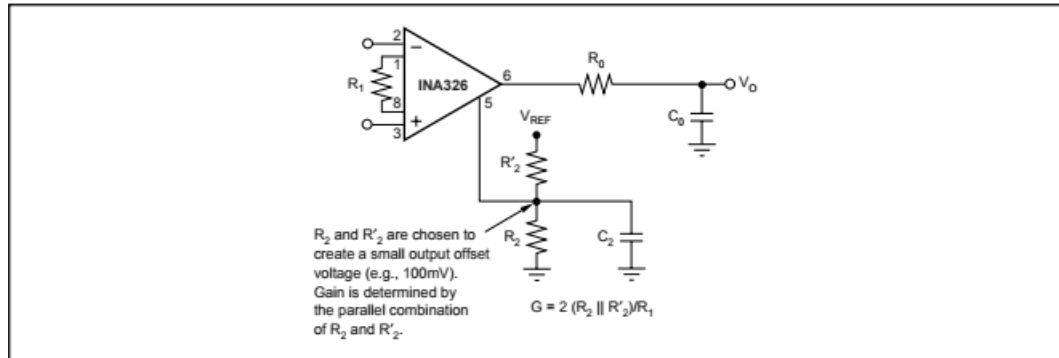 2
−
1
R₁
INA326
6
R₀
V_O
8
5
+
3
C₀
V_REF
R′₂
R₂
C₂
R₂ and R′₂ are chosen to
create a small output offset
voltage (e.g., 100mV).
Gain is determined by
the parallel combination
of R₂ and R′₂.
G = 2 (R₂ || R′₂)/R₁